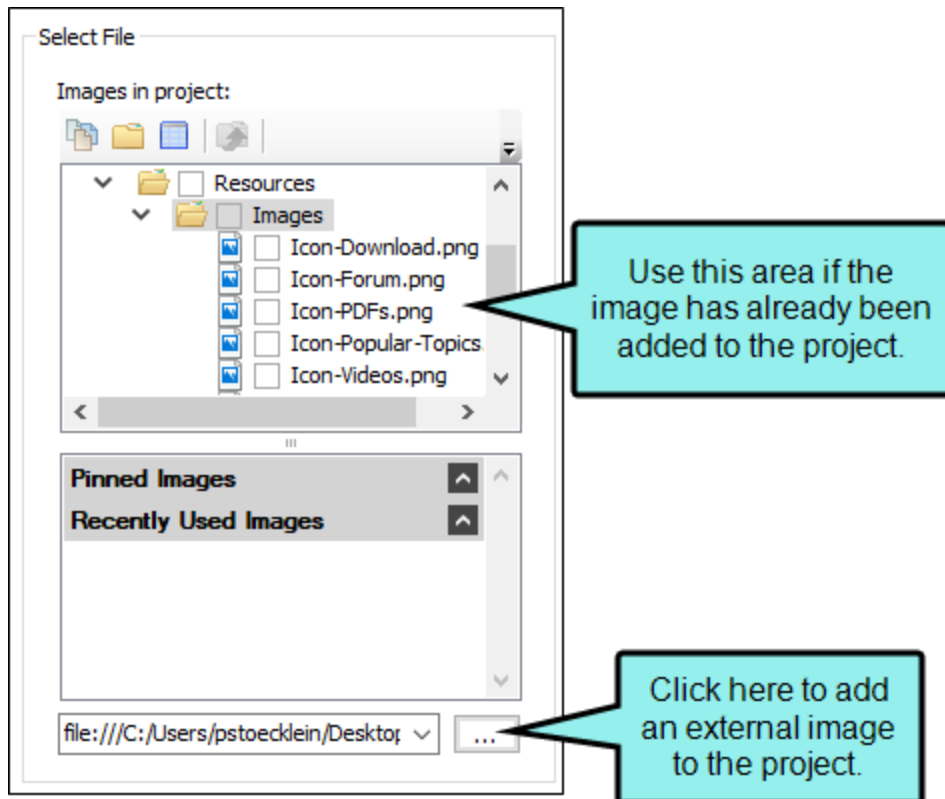 Select File
Images in project:
Resources
Images
Icon-Download.png
Icon-Forum.png
Icon-PDFs.png
Icon-Popular-Topics.
Icon-Videos.png
Use this area if the
image has already been
added to the project.
Pinned Images
Recently Used Images
Click here to add
an external image
to the project.
file:///C:/Users/pstoecklein/Desktop
...